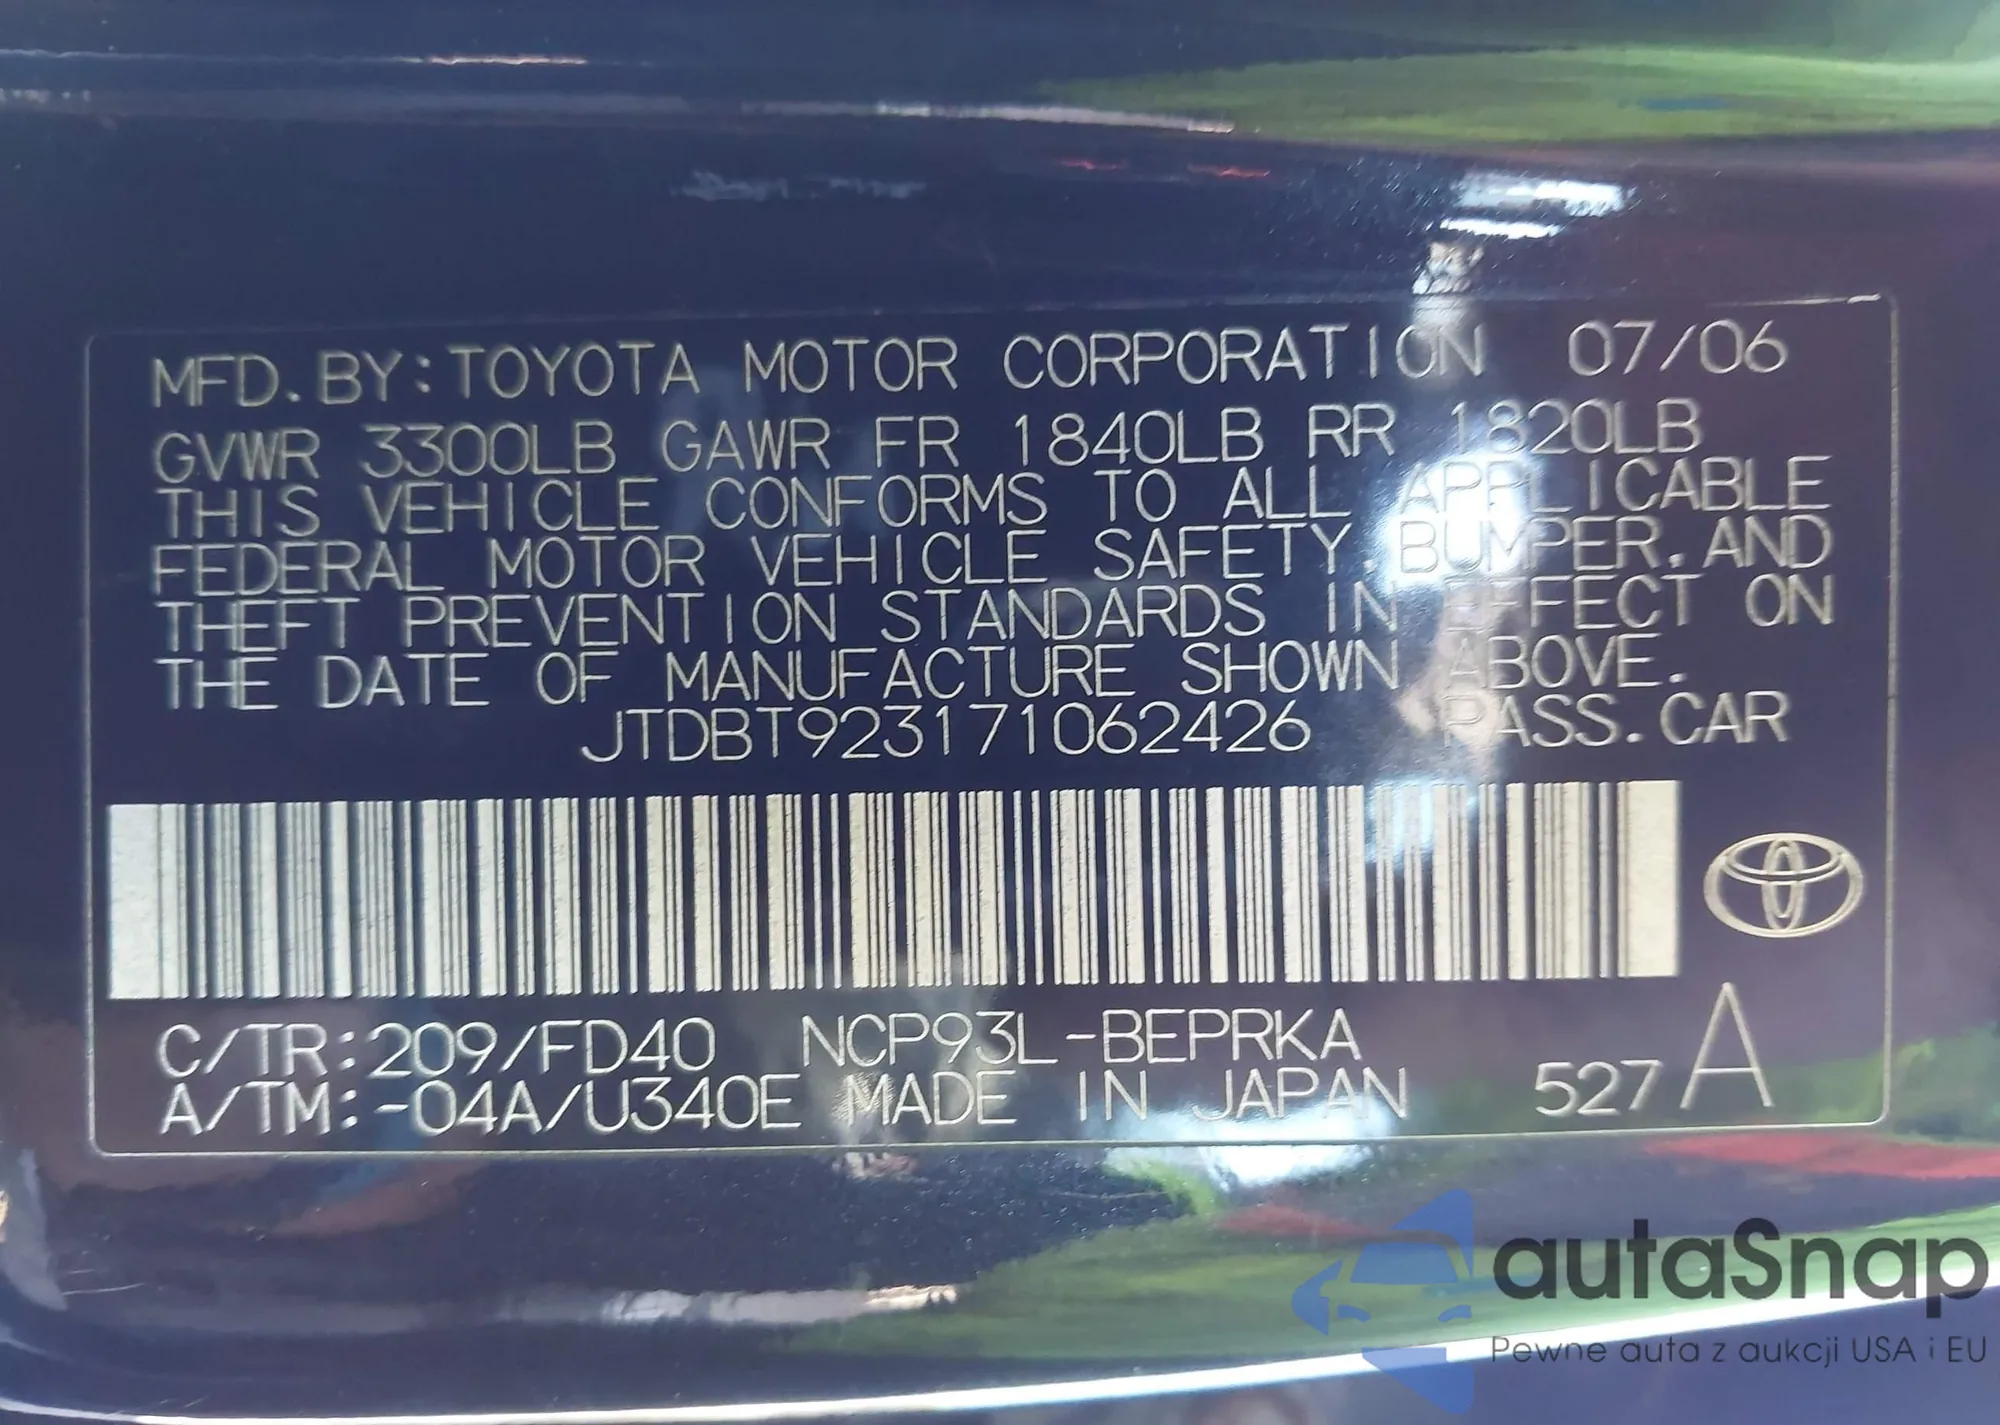 MFD.BY:TOYOTA MOTOR CORPORATION 07/06
GVWR 3300LB GAWR FR 1840LB RR 1820LB
THIS VEHICLE CONFORMS TO ALL APPLICABLE
FEDERAL MOTOR VEHICLE SAFETY,BUMPER,AND
THEFT PREVENTION STANDARDS IN EFFECT ON
THE DATE OF MANUFACTURE SHOWN ABOVE.
JTDBT923171062426 PASS.CAR
C/TR:209/FD40 NCP93L-BEPRKA
A/TM:-04A/U340E MADE IN JAPAN 527A
autaSnap
Pewne auta z aukcji USA i EU